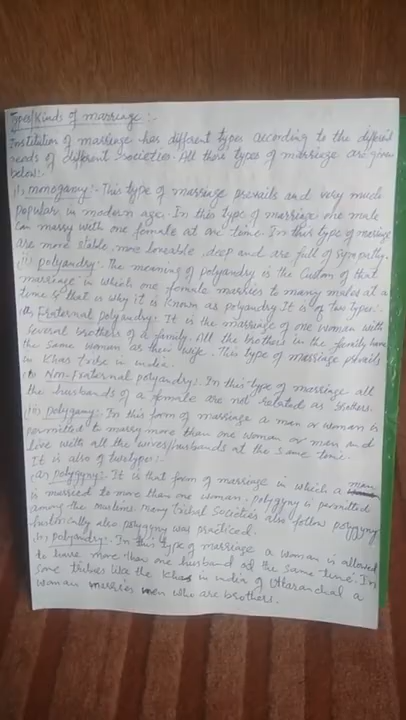 Types/Kinds of marriage :-
Institution of marriage has different types according to the different
needs of different Societies. All these types of marriage are given
below:-
(i) monogamy :- This type of marriage prevails and very much
popular in modern age. In this type of marriage one male
can marry with one female at one time. In this type of marriage
are more stable, more loveable, deep and are full of sympathy.
(ii) polyandry :- The meaning of polyandry is the Custom of that
marriage in which one female marries to many males at a
time & that is why it is known as polyandry. It is of two types:-
Fraternal polyandry: It is the marriage of one woman with
several brothers of a family. All the brothers in the family have
the same woman as their wife. This type of marriage prevails
in Khas tribe in India.
Non-Fraternal polyandry: In this type of marriage all
the husbands of a female are not related as brothers.
(iii) polygamy: In this form of marriage a man or woman is
permitted to marry more than one woman or man and
live with all the wives/husbands at the same time.
It is also of two types:-
(a) polygyny: It is that form of marriage in which a man
is married to more than one woman. polygyny is permitted
among the muslims. many tribal societies also follow polygyny
historically also polygyny was practiced.
polyandry: In this type of marriage a woman is allowed
to have more than one husband at the same time. In
some tribes like the Khas in india of Uttaranchal a
woman marries men who are brothers.